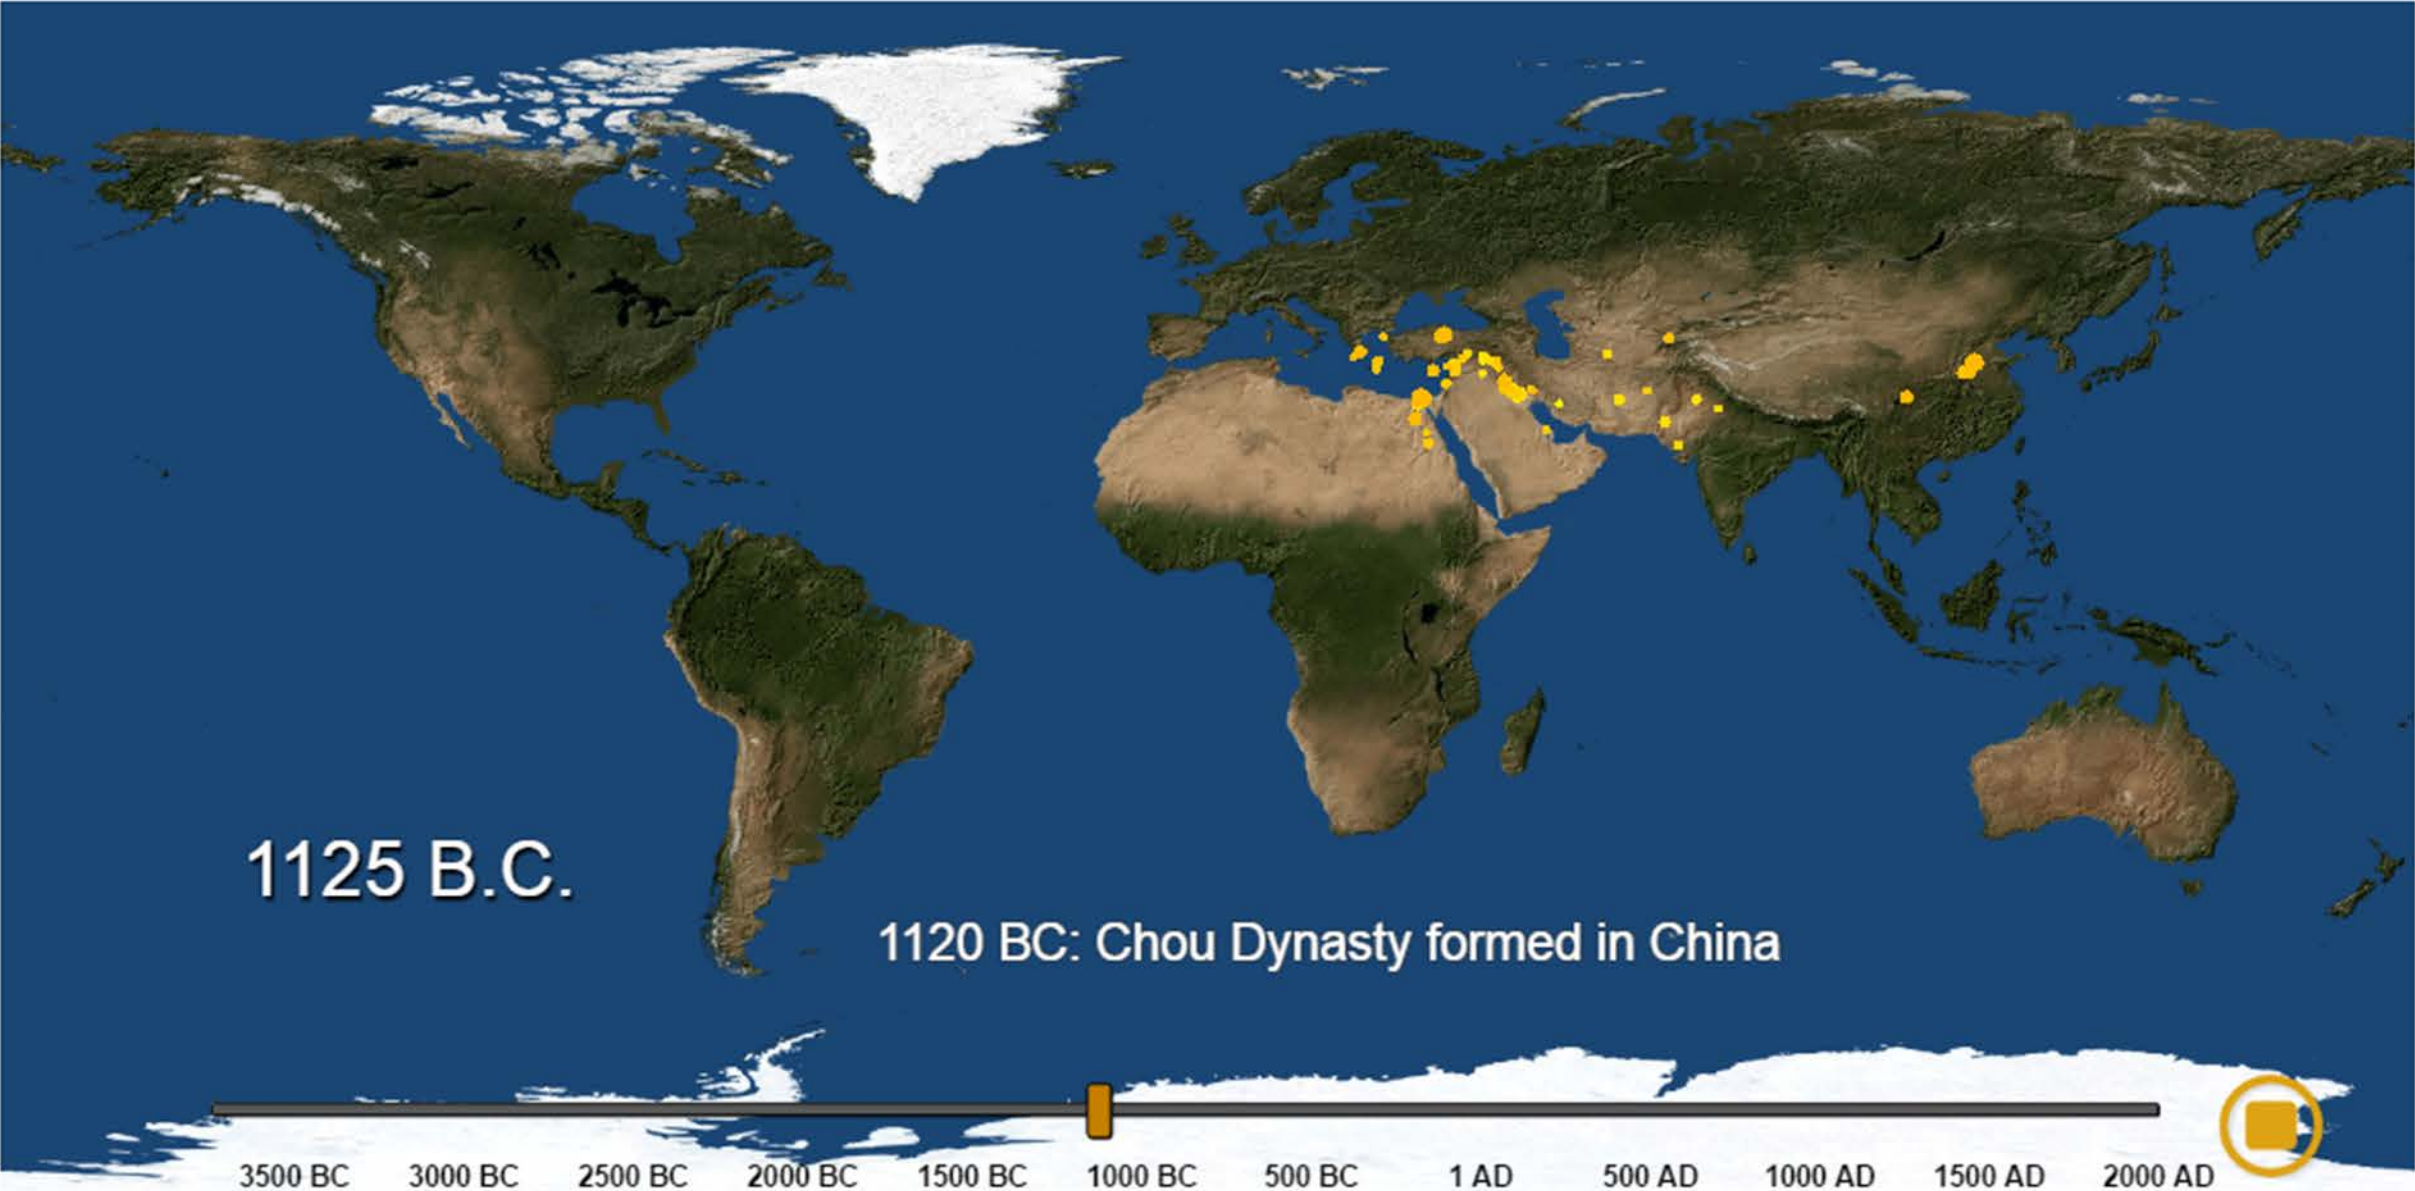 1125 B.C.
1120 BC: Chou Dynasty formed in China
3500 BC 3000 BC 2500 BC 2000 BC 1500 BC 1000 BC 500 BC 1 AD 500 AD 1000 AD 1500 AD 2000 AD